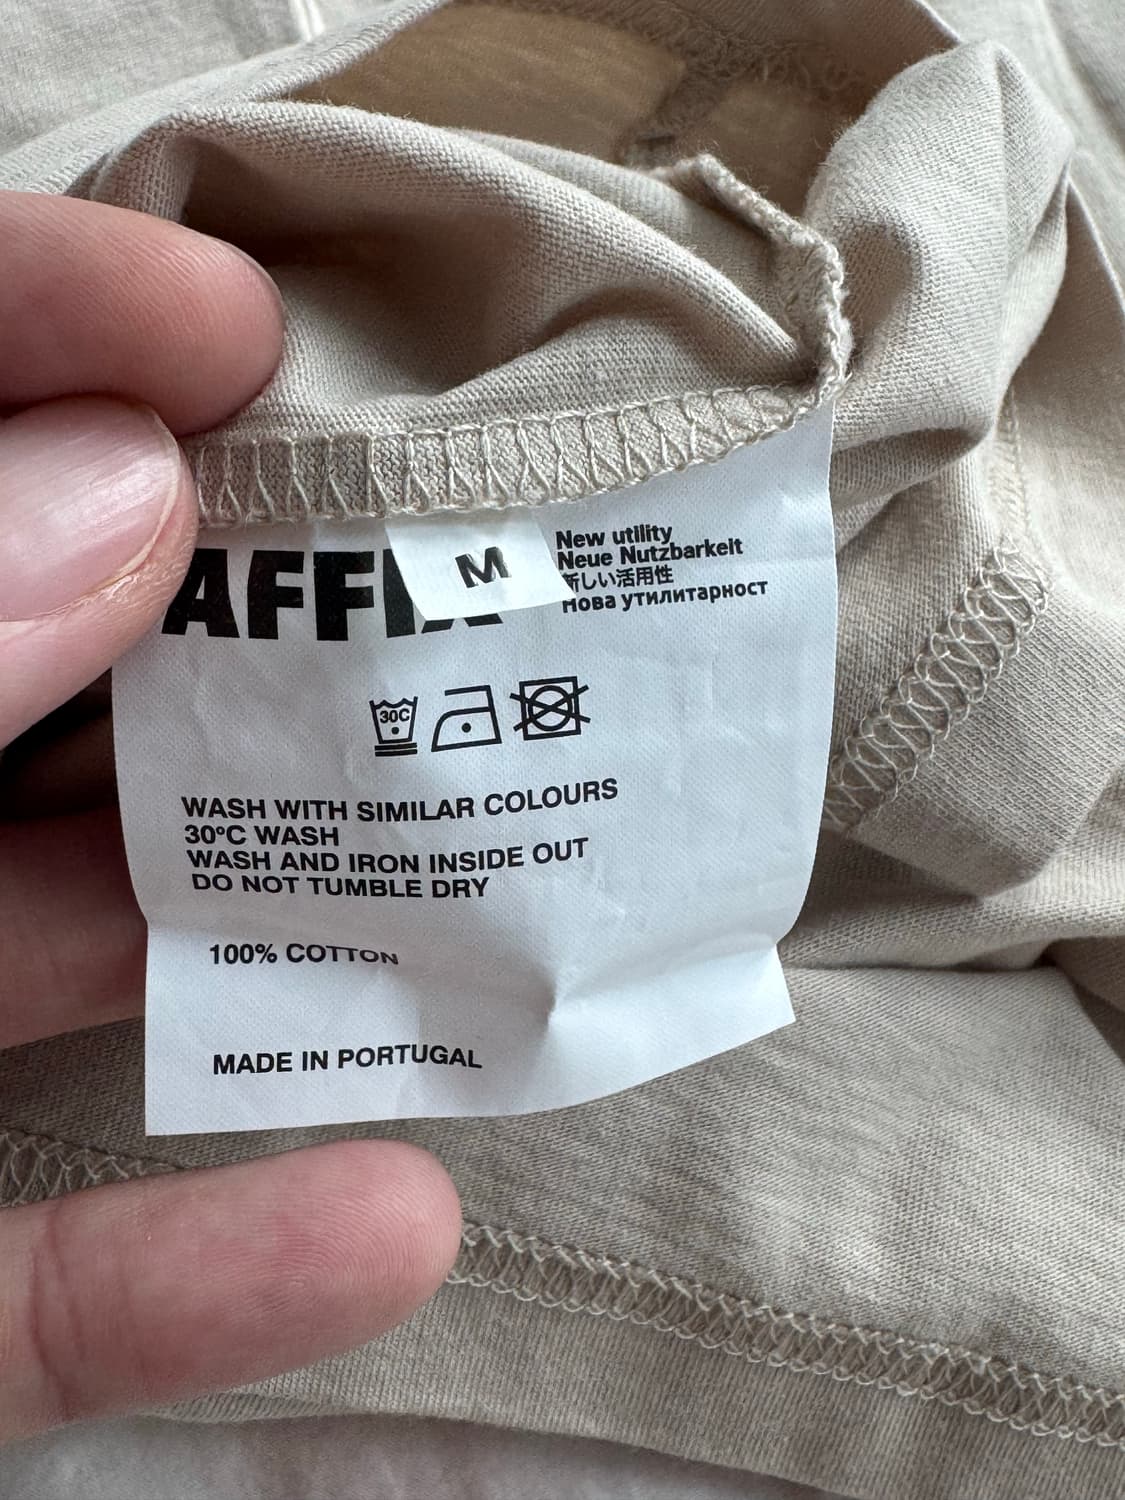 AFFIX
M
New utility
Neue Nutzbarkeit
新しい活用性
Нова утилитарност
30C
WASH WITH SIMILAR COLOURS
30ºC WASH
WASH AND IRON INSIDE OUT
DO NOT TUMBLE DRY
100% COTTON
MADE IN PORTUGAL